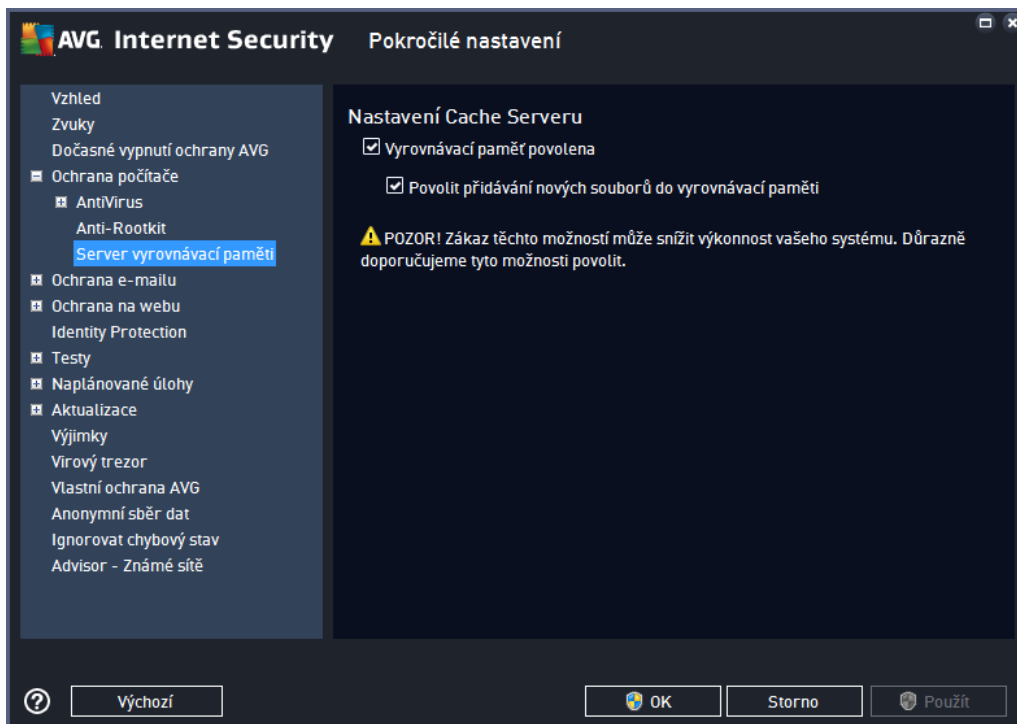 AVG. Internet Security Pokročilé nastavení
Vzhled
Zvuky
Dočasné vypnutí ochrany AVG
Ochrana počítače
AntiVirus
Anti-Rootkit
Server vyrovnávací paměti
Ochrana e-mailu
Ochrana na webu
Identity Protection
Testy
Naplánované úlohy
Aktualizace
Výjimky
Virový trezor
Vlastní ochrana AVG
Anonymní sběr dat
Ignorovat chybový stav
Advisor - Známé sítě
Nastavení Cache Serveru
Vyrovnávací paměť povolena
Povolit přidávání nových souborů do vyrovnávací paměti
POZOR! Zákaz těchto možností může snížit výkonnost vašeho systému. Důrazně
doporučujeme tyto možnosti povolit.
Výchozí OK Storno Použít